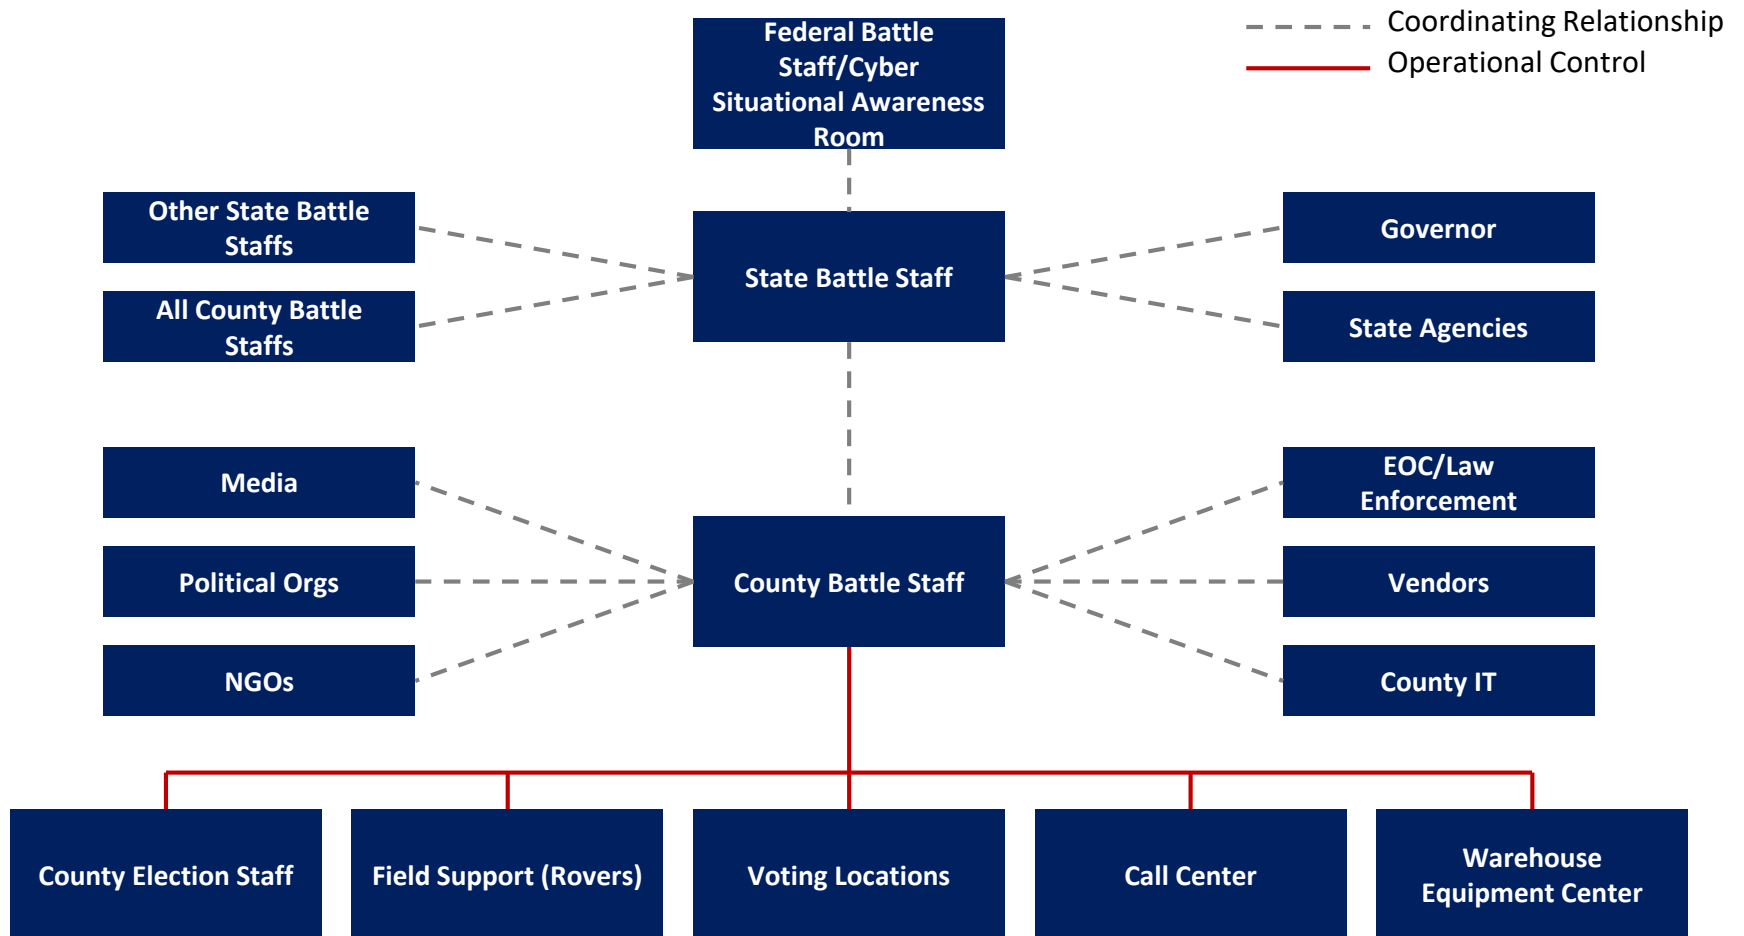 Federal Battle
Staff/Cyber
Situational Awareness
Room
Coordinating Relationship
Operational Control
Other State Battle
Staffs
All County Battle
Staffs
State Battle Staff
Governor
State Agencies
Media
Political Orgs
NGOs
County Battle Staff
EOC/Law
Enforcement
Vendors
County IT
County Election Staff
Field Support (Rovers)
Voting Locations
Call Center
Warehouse
Equipment Center